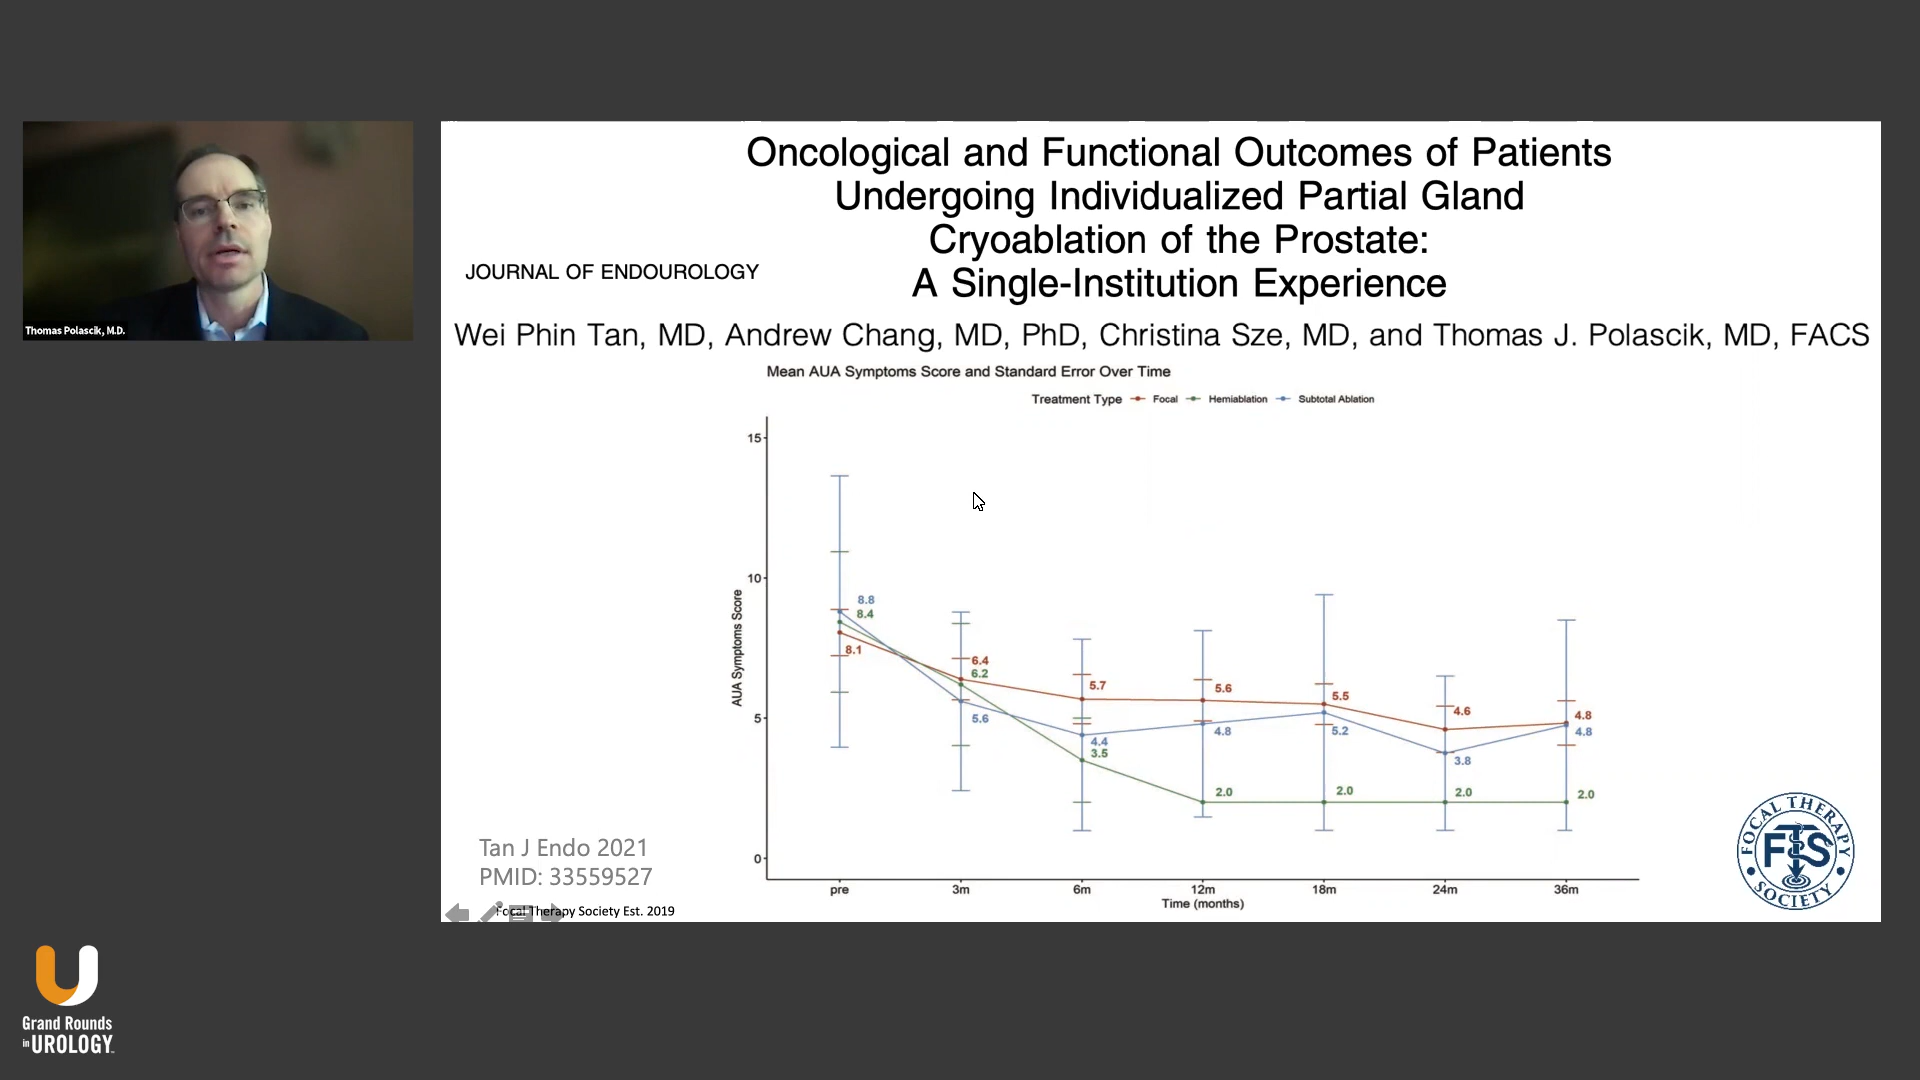 Thomas Polascik, M.D.
Oncological and Functional Outcomes of Patients
Undergoing Individualized Partial Gland
Cryoablation of the Prostate:
A Single-Institution Experience
JOURNAL OF ENDOUROLOGY
Wei Phin Tan, MD, Andrew Chang, MD, PhD, Christina Sze, MD, and Thomas J. Polascik, MD, FACS
Mean AUA Symptoms Score and Standard Error Over Time
Treatment Type Focal Hemiablation Subtotal Ablation
AUA Symptoms Score
15
10
5
0
8.8
8.4
8.1
6.4
6.2
5.6
5.7
4.4
3.5
5.6
4.8
2.0
5.5
5.2
2.0
4.6
3.8
2.0
4.8
4.8
2.0
pre 3m 6m 12m 18m 24m 36m
Time (months)
Tan J Endo 2021
PMID: 33559527
Focal Therapy Society Est. 2019
FOCAL THERAPY
FTS
SOCIETY
Grand Rounds
in UROLOGY